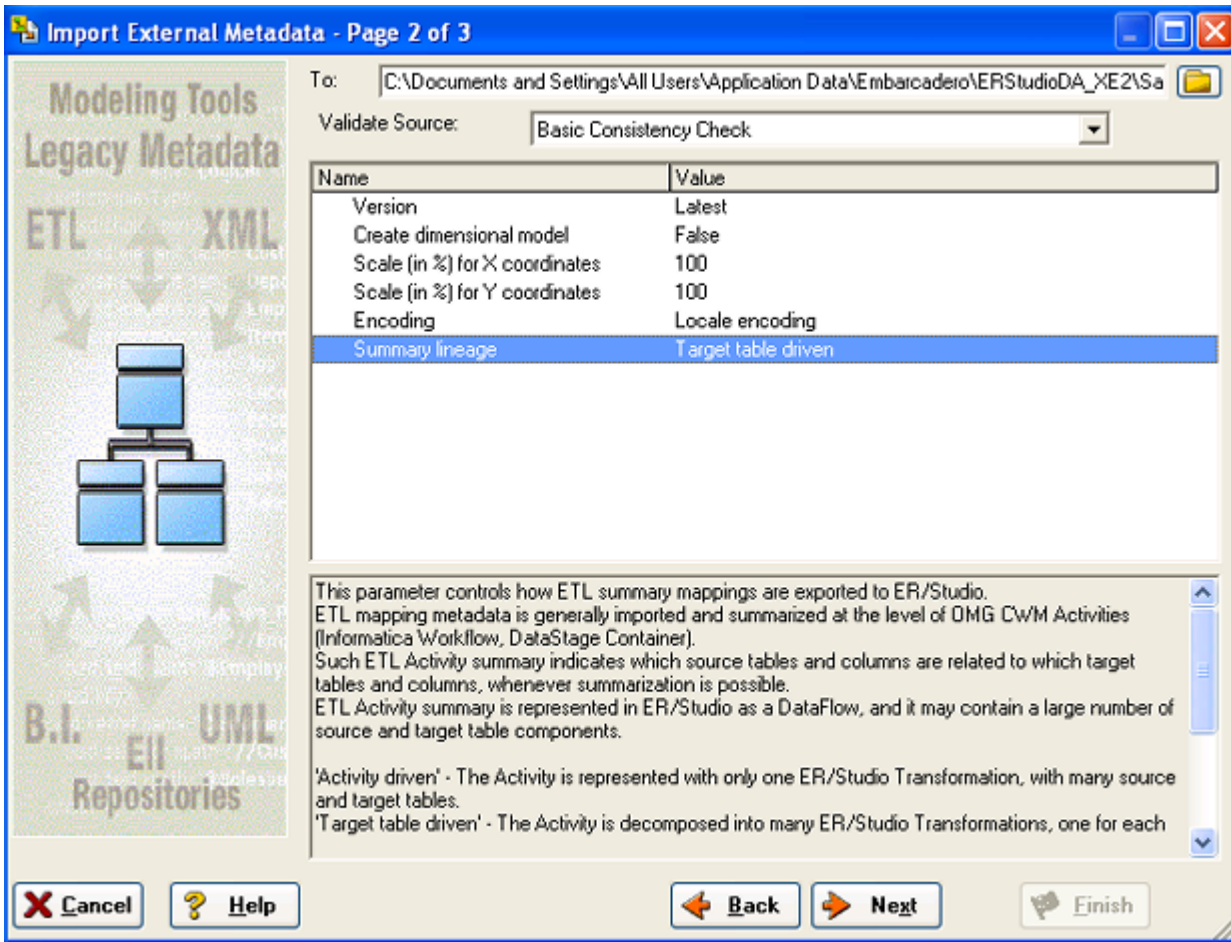 Import External Metadata - Page 2 of 3
Modeling Tools
Legacy Metadata
ETL XML
B.I. UML
EII
Repositories
To: C:\Documents and Settings\All Users\Application Data\Embarcadero\ERStudioDA_XE2\Sa
Validate Source: Basic Consistency Check
Name Value
Version Latest
Create dimensional model False
Scale (in %) for X coordinates 100
Scale (in %) for Y coordinates 100
Encoding Locale encoding
Summary lineage Target table driven
This parameter controls how ETL summary mappings are exported to ER/Studio.
ETL mapping metadata is generally imported and summarized at the level of OMG CWM Activities
(Informatica Workflow, DataStage Container).
Such ETL Activity summary indicates which source tables and columns are related to which target
tables and columns, whenever summarization is possible.
ETL Activity summary is represented in ER/Studio as a DataFlow, and it may contain a large number of
source and target table components.
'Activity driven' - The Activity is represented with only one ER/Studio Transformation, with many source
and target tables.
'Target table driven' - The Activity is decomposed into many ER/Studio Transformations, one for each
Cancel Help Back Next Finish